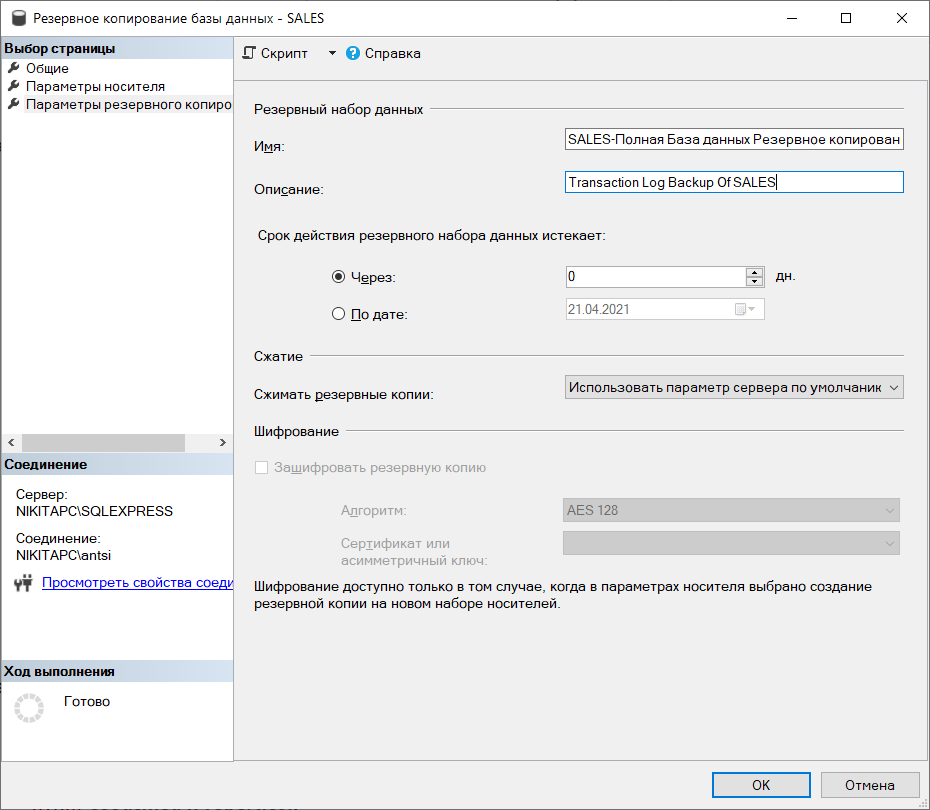 Резервное копирование базы данных - SALES
Выбор страницы
Общие
Параметры носителя
Параметры резервного копиро
Скрипт
Справка
Резервный набор данных
Имя:
SALES-Полная База данных Резервное копирован
Описание:
Transaction Log Backup Of SALES
Срок действия резервного набора данных истекает:
Через:
0
дн.
По дате:
21.04.2021
Сжатие
Сжимать резервные копии:
Использовать параметр сервера по умолчанию
Шифрование
Зашифровать резервную копию
Алгоритм:
AES 128
Сертификат или
асимметричный ключ:
Шифрование доступно только в том случае, когда в параметрах носителя выбрано создание
резервной копии на новом наборе носителей.
Соединение
Сервер:
NIKITAPC\SQLEXPRESS
Соединение:
NIKITAPC\antsi
Просмотреть свойства соеди
Ход выполнения
Готово
OK
Отмена